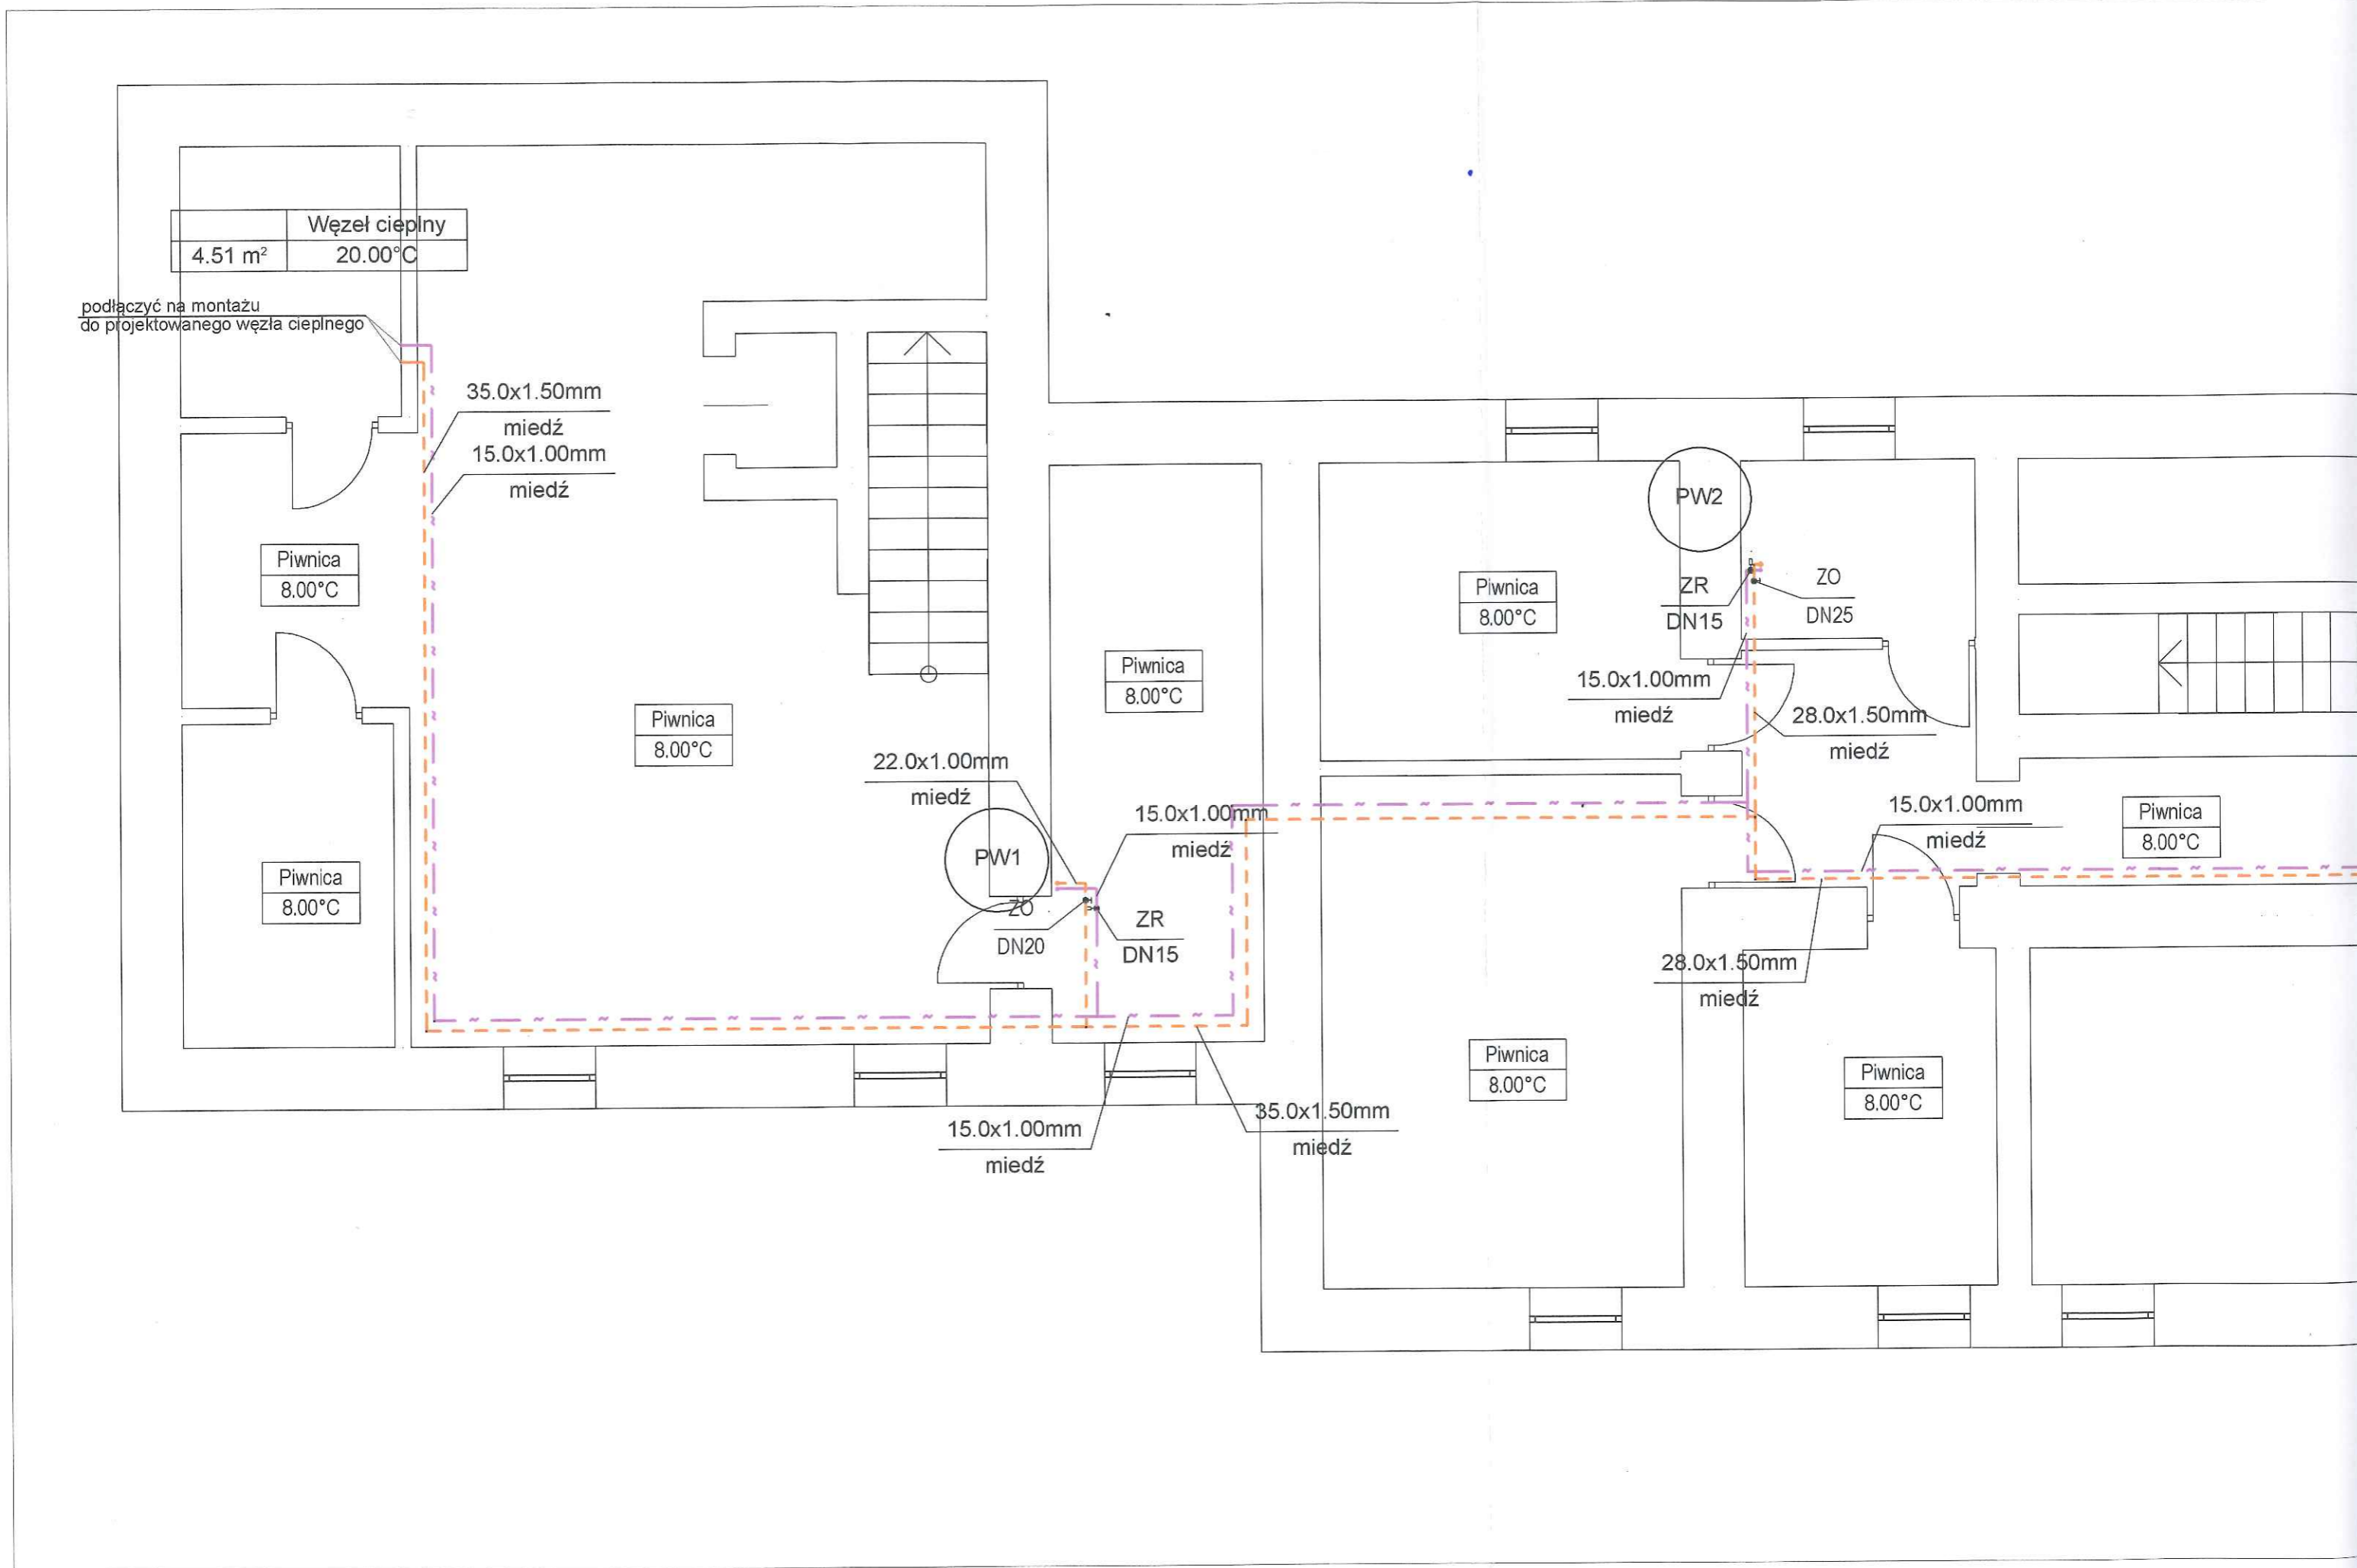 Węzeł cieplny
4.51 m² 20.00°C
podłączyć na montażu
do projektowanego węzła cieplnego
35.0x1.50mm
miedź
15.0x1.00mm
miedź
Piwnica
8.00°C
Piwnica
8.00°C
Piwnica
8.00°C
Piwnica
8.00°C
22.0x1.00mm
miedź
PW1
15.0x1.00mm
miedź
ZO
DN20
ZR
DN15
15.0x1.00mm
miedź
35.0x1.50mm
miedź
PW2
Piwnica
8.00°C
ZR
DN15
ZO
DN25
15.0x1.00mm
miedź
28.0x1.50mm
miedź
15.0x1.00mm
miedź
Piwnica
8.00°C
28.0x1.50mm
miedź
Piwnica
8.00°C
Piwnica
8.00°C